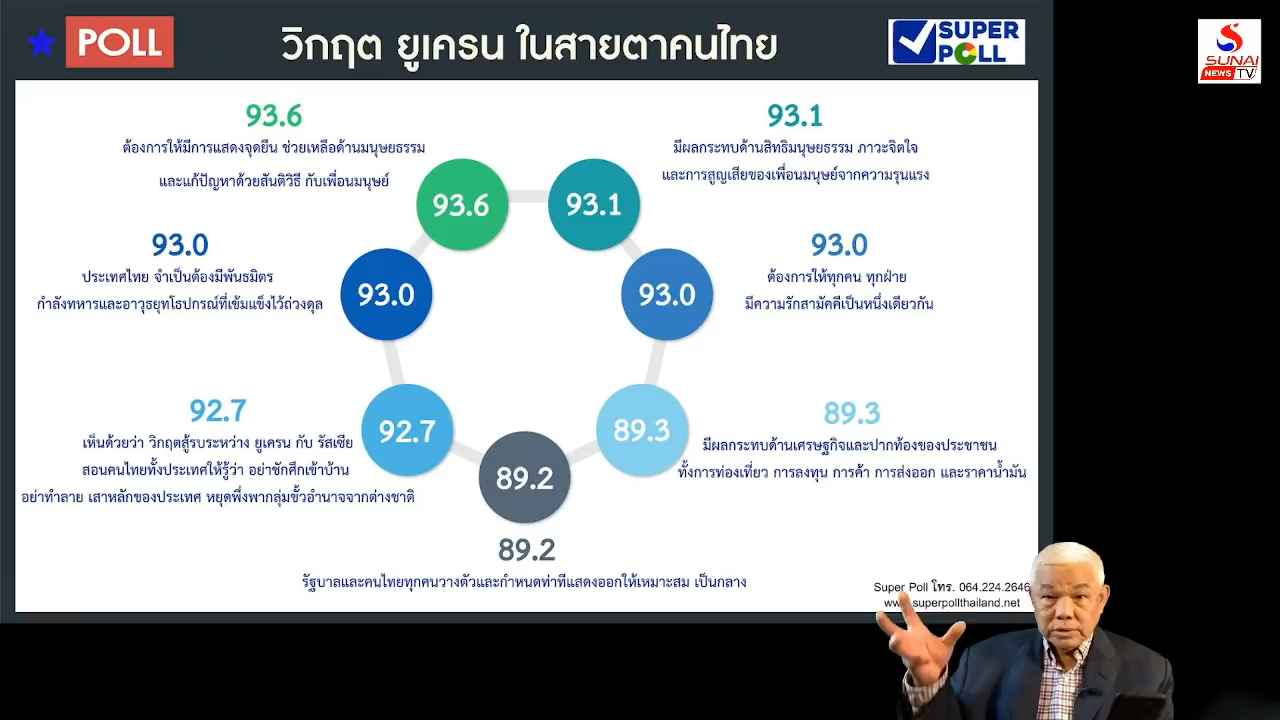 POLL
วิกฤต ยูเครน ในสายตาคนไทย
SUPER
POLL
SUNAI
NEWS TV
93.6
ต้องการให้มีการแสดงจุดยืน ช่วยเหลือด้านมนุษยธรรม
และแก้ปัญหาด้วยสันติวิธี กับเพื่อนมนุษย์
93.1
มีผลกระทบด้านสิทธิมนุษยธรรม ภาวะจิตใจ
และการสูญเสียของเพื่อนมนุษย์จากความรุนแรง
93.6
93.1
93.0
ประเทศไทย จำเป็นต้องมีพันธมิตร
กำลังทหารและอาวุธยุทโธปกรณ์ที่เข้มแข็งไว้ถ่วงดุล
93.0
93.0
93.0
ต้องการให้ทุกคน ทุกฝ่าย
มีความรักสามัคคีเป็นหนึ่งเดียวกัน
92.7
เห็นด้วยว่า วิกฤตสู้รบระหว่าง ยูเครน กับ รัสเซีย
สอนคนไทยทั้งประเทศให้รู้ว่า อย่าชักศึกเข้าบ้าน
อย่าทำลาย เสาหลักของประเทศ หยุดพึ่งพากลุ่มขั้วอำนาจจากต่างชาติ
92.7
89.3
89.3
มีผลกระทบด้านเศรษฐกิจและปากท้องของประชาชน
ทั้งการท่องเที่ยว การลงทุน การค้า การส่งออก และราคาน้ำมัน
89.2
89.2
รัฐบาลและคนไทยทุกคนวางตัวและกำหนดท่าทีแสดงออกให้เหมาะสม เป็นกลาง
Super Poll โทร. 064.224.2646
www.superpollthailand.net